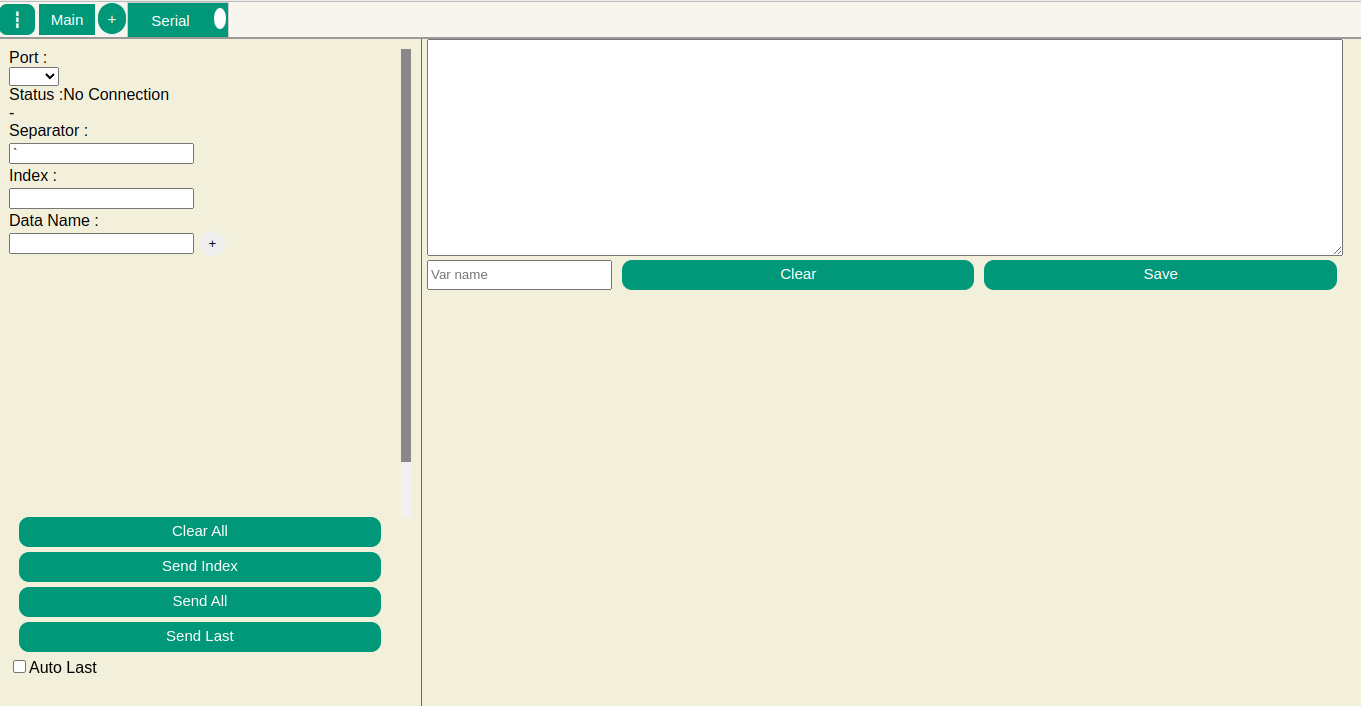 Main + Serial
Port :
Status :No Connection
-
Separator :
`
Index :
Data Name :
+
Clear All
Send Index
Send All
Send Last
Auto Last
Var name Clear Save